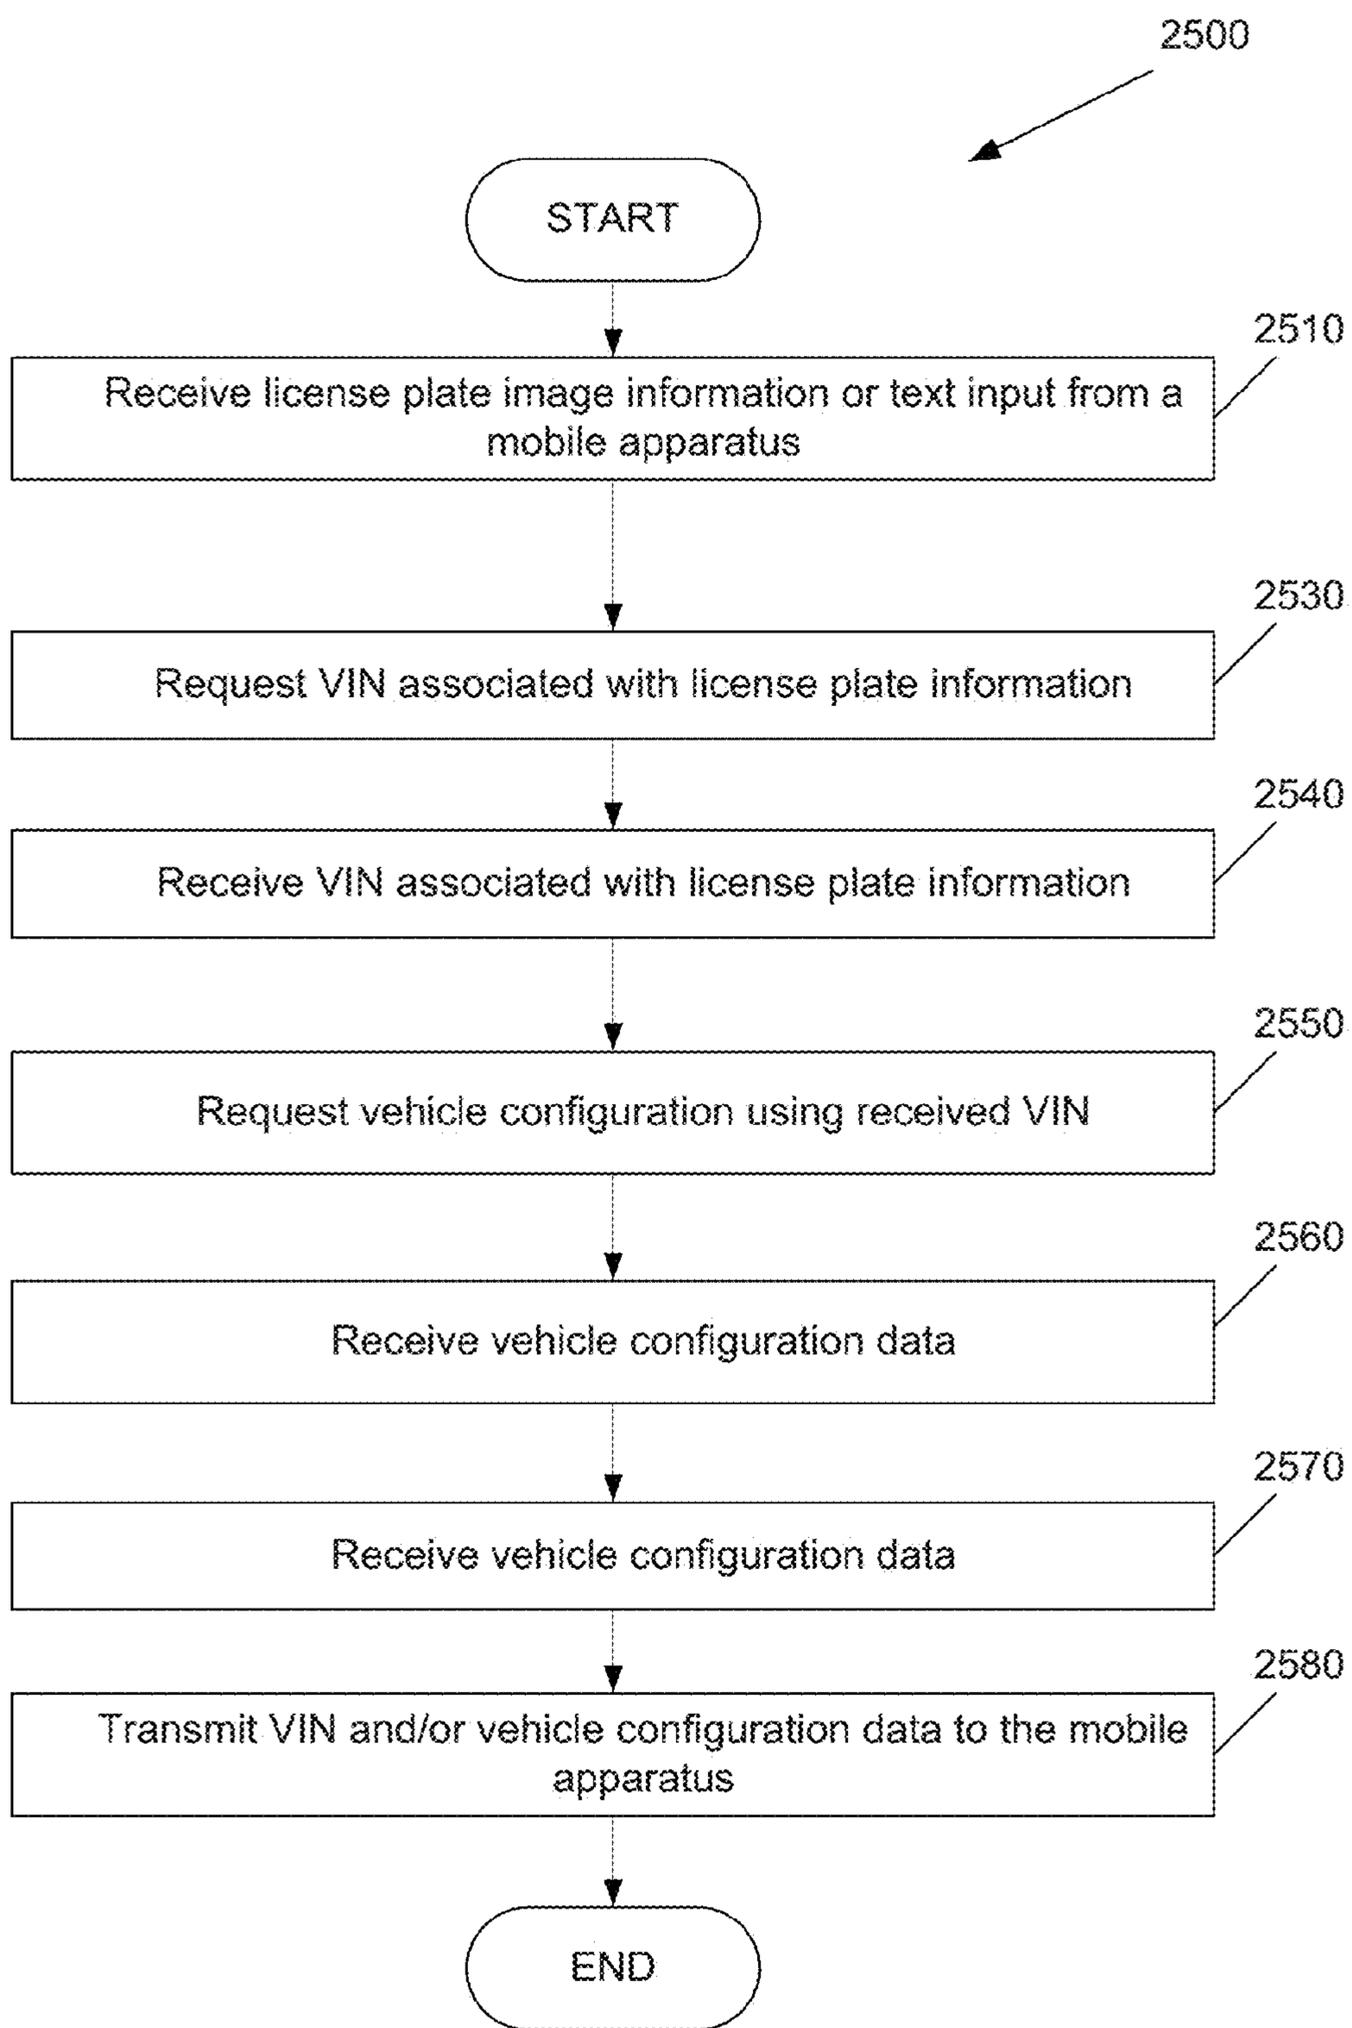 2500
START
2510
Receive license plate image information or text input from a
mobile apparatus
2530
Request VIN associated with license plate information
2540
Receive VIN associated with license plate information
2550
Request vehicle configuration using received VIN
2560
Receive vehicle configuration data
2570
Receive vehicle configuration data
2580
Transmit VIN and/or vehicle configuration data to the mobile
apparatus
END